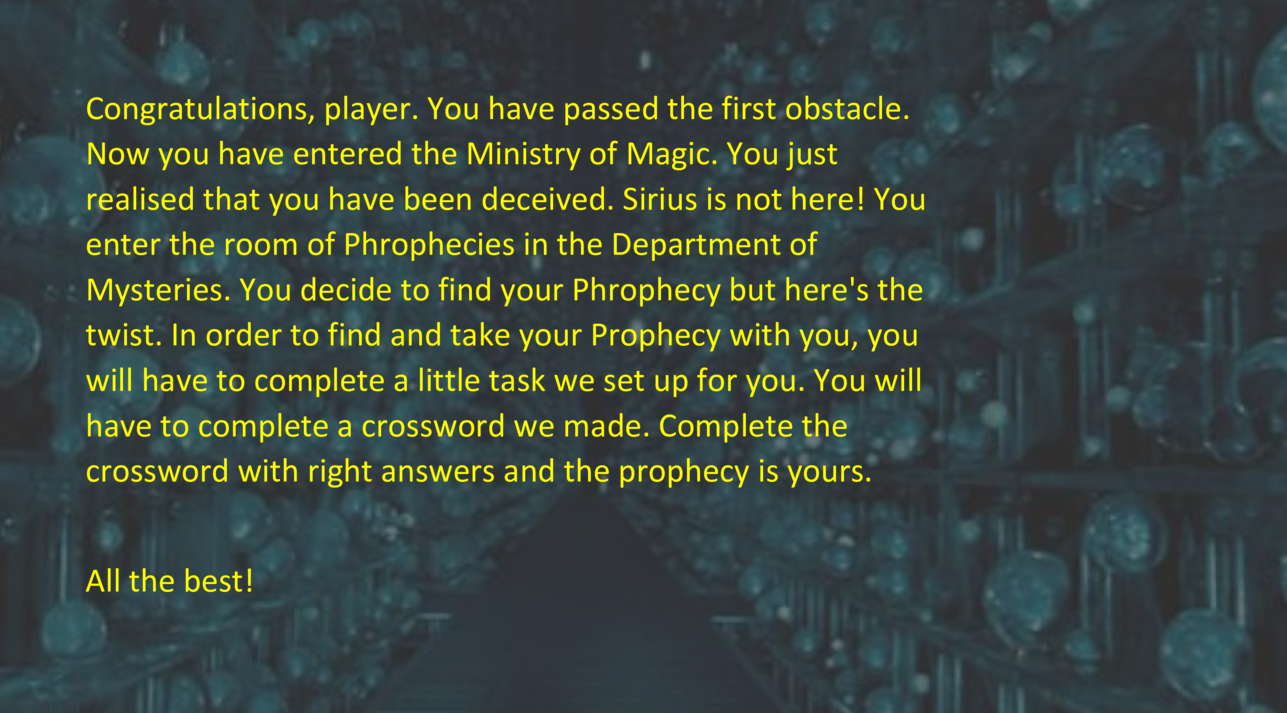 Congratulations, player. You have passed the first obstacle.
Now you have entered the Ministry of Magic. You just
realised that you have been deceived. Sirius is not here! You
enter the room of Phrophecies in the Department of
Mysteries. You decide to find your Phrophecy but here's the
twist. In order to find and take your Prophecy with you, you
will have to complete a little task we set up for you. You will
have to complete a crossword we made. Complete the
crossword with right answers and the prophecy is yours.
All the best!